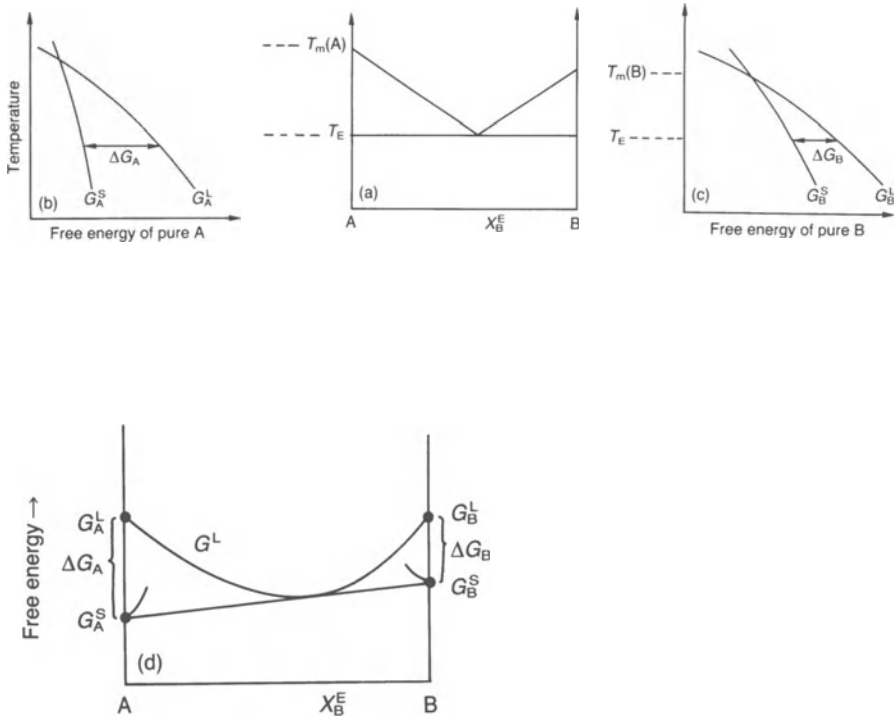 Temperature
ΔG_A
(b)
G_A^S
G_A^L
Free energy of pure A
T_m(A)
T_E
(a)
A
X_B^E
B
T_m(B)
T_E
ΔG_B
(c)
G_B^S
G_B^L
Free energy of pure B
Free energy →
G_A^L
ΔG_A
G_A^S
G^L
G_B^L
ΔG_B
G_B^S
(d)
A
X_B^E
B